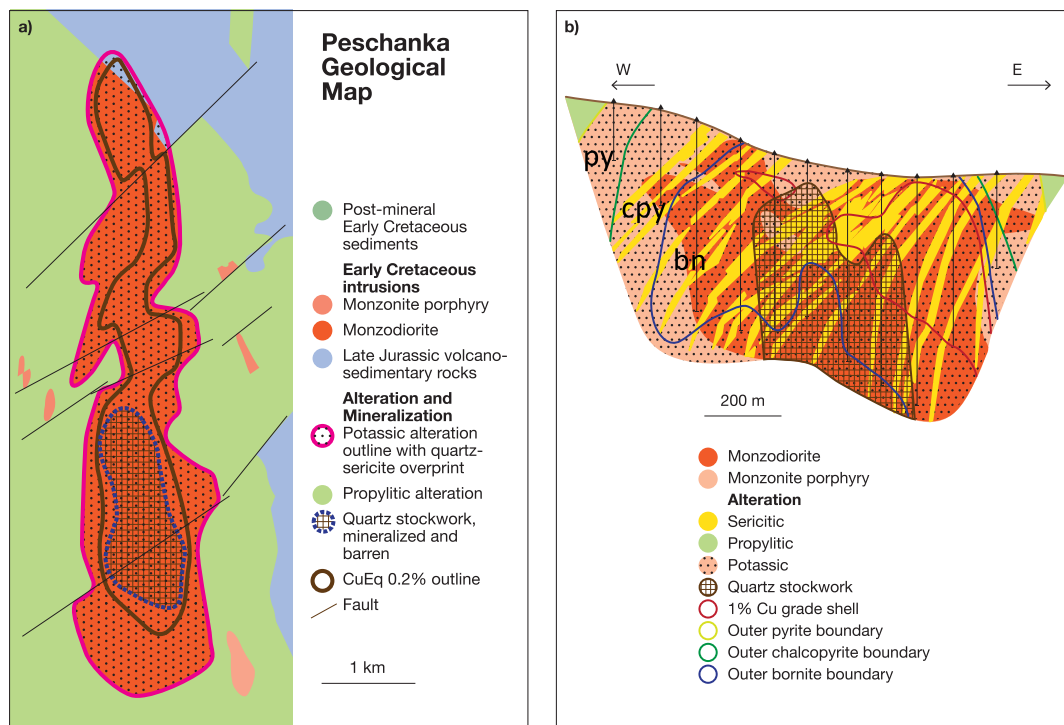 a)
Peschanka
Geological
Map
Post-mineral
Early Cretaceous
sediments
Early Cretaceous
intrusions
Monzonite porphyry
Monzodiorite
Late Jurassic volcano-
sedimentary rocks
Alteration and
Mineralization
Potassic alteration
outline with quartz-
sericite overprint
Propylitic alteration
Quartz stockwork,
mineralized and
barren
CuEq 0.2% outline
Fault
1 km
b)
W
E
py
cpy
bn
200 m
Monzodiorite
Monzonite porphyry
Alteration
Sericitic
Propylitic
Potassic
Quartz stockwork
1% Cu grade shell
Outer pyrite boundary
Outer chalcopyrite boundary
Outer bornite boundary